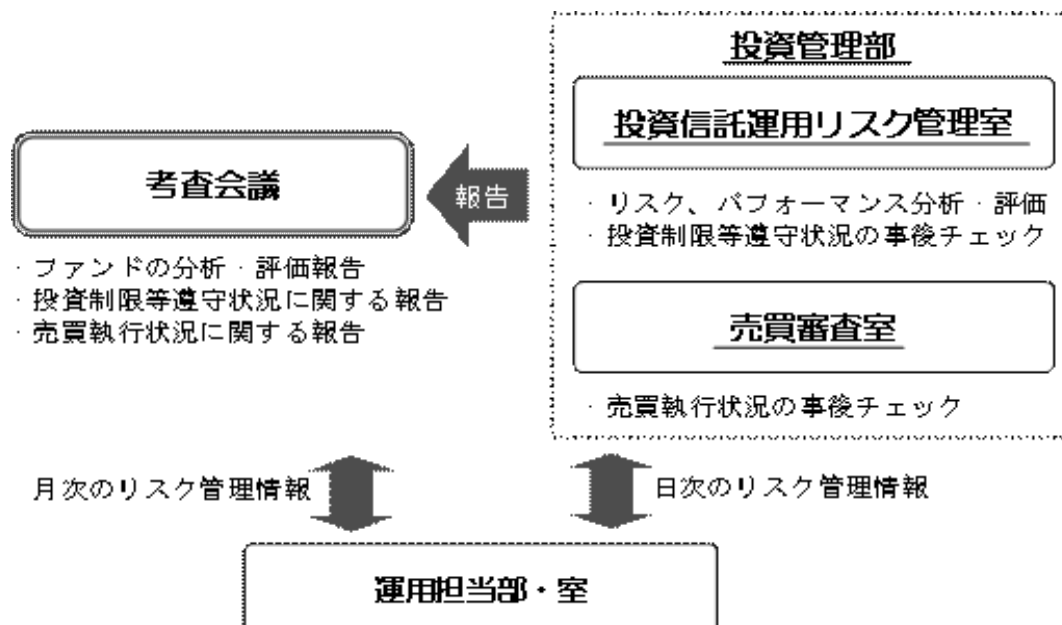 投資管理部
投資信託運用リスク管理室
・リスク、パフォーマンス分析・評価
・投資制限等遵守状況の事後チェック
売買審査室
・売買執行状況の事後チェック
報告
考査会議
・ファンドの分析・評価報告
・投資制限等遵守状況に関する報告
・売買執行状況に関する報告
月次のリスク管理情報
日次のリスク管理情報
運用担当部・室